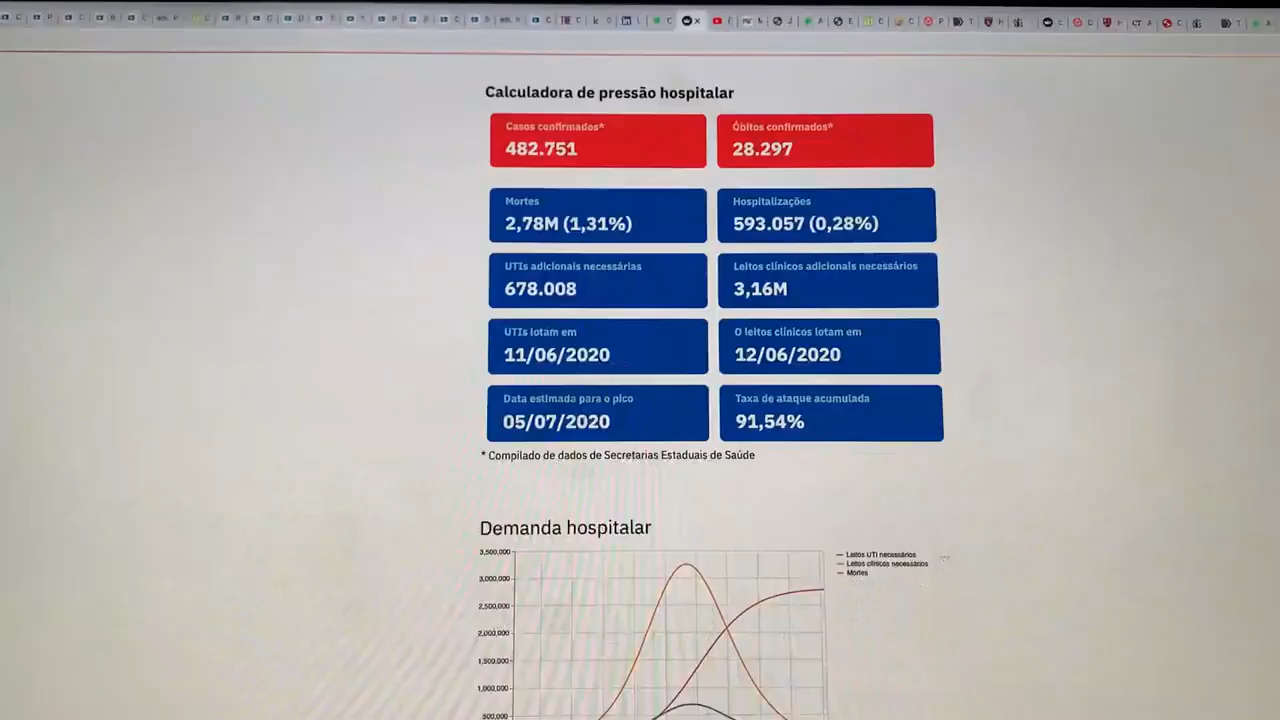 Calculadora de pressão hospitalar
Casos confirmados*
482.751
Óbitos confirmados*
28.297
Mortes
2,78M (1,31%)
Hospitalizações
593.057 (0,28%)
UTIs adicionais necessárias
678.008
Leitos clínicos adicionais necessários
3,16M
UTIs lotam em
11/06/2020
O leitos clínicos lotam em
12/06/2020
Data estimada para o pico
05/07/2020
Taxa de ataque acumulada
91,54%
* Compilado de dados de Secretarias Estaduais de Saúde
Demanda hospitalar
3,500,000
3,000,000
2,500,000
2,000,000
1,500,000
1,000,000
500,000
Leitos UTI necessários
Leitos clínicos necessários
Mortes